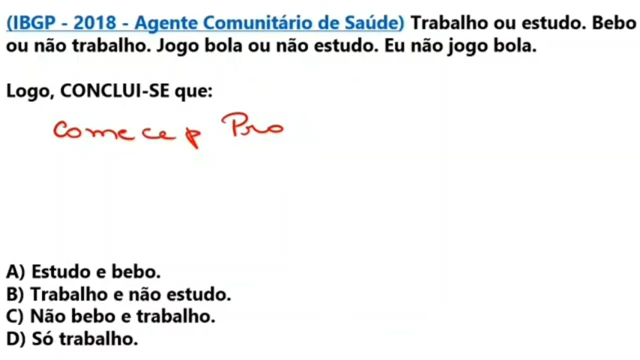 (IBGP - 2018 - Agente Comunitário de Saúde) Trabalho ou estudo. Bebo
ou não trabalho. Jogo bola ou não estudo. Eu não jogo bola.
Logo, CONCLUI-SE que:
Pro
A) Estudo e bebo.
B) Trabalho e não estudo.
C) Não bebo e trabalho.
D) Só trabalho.